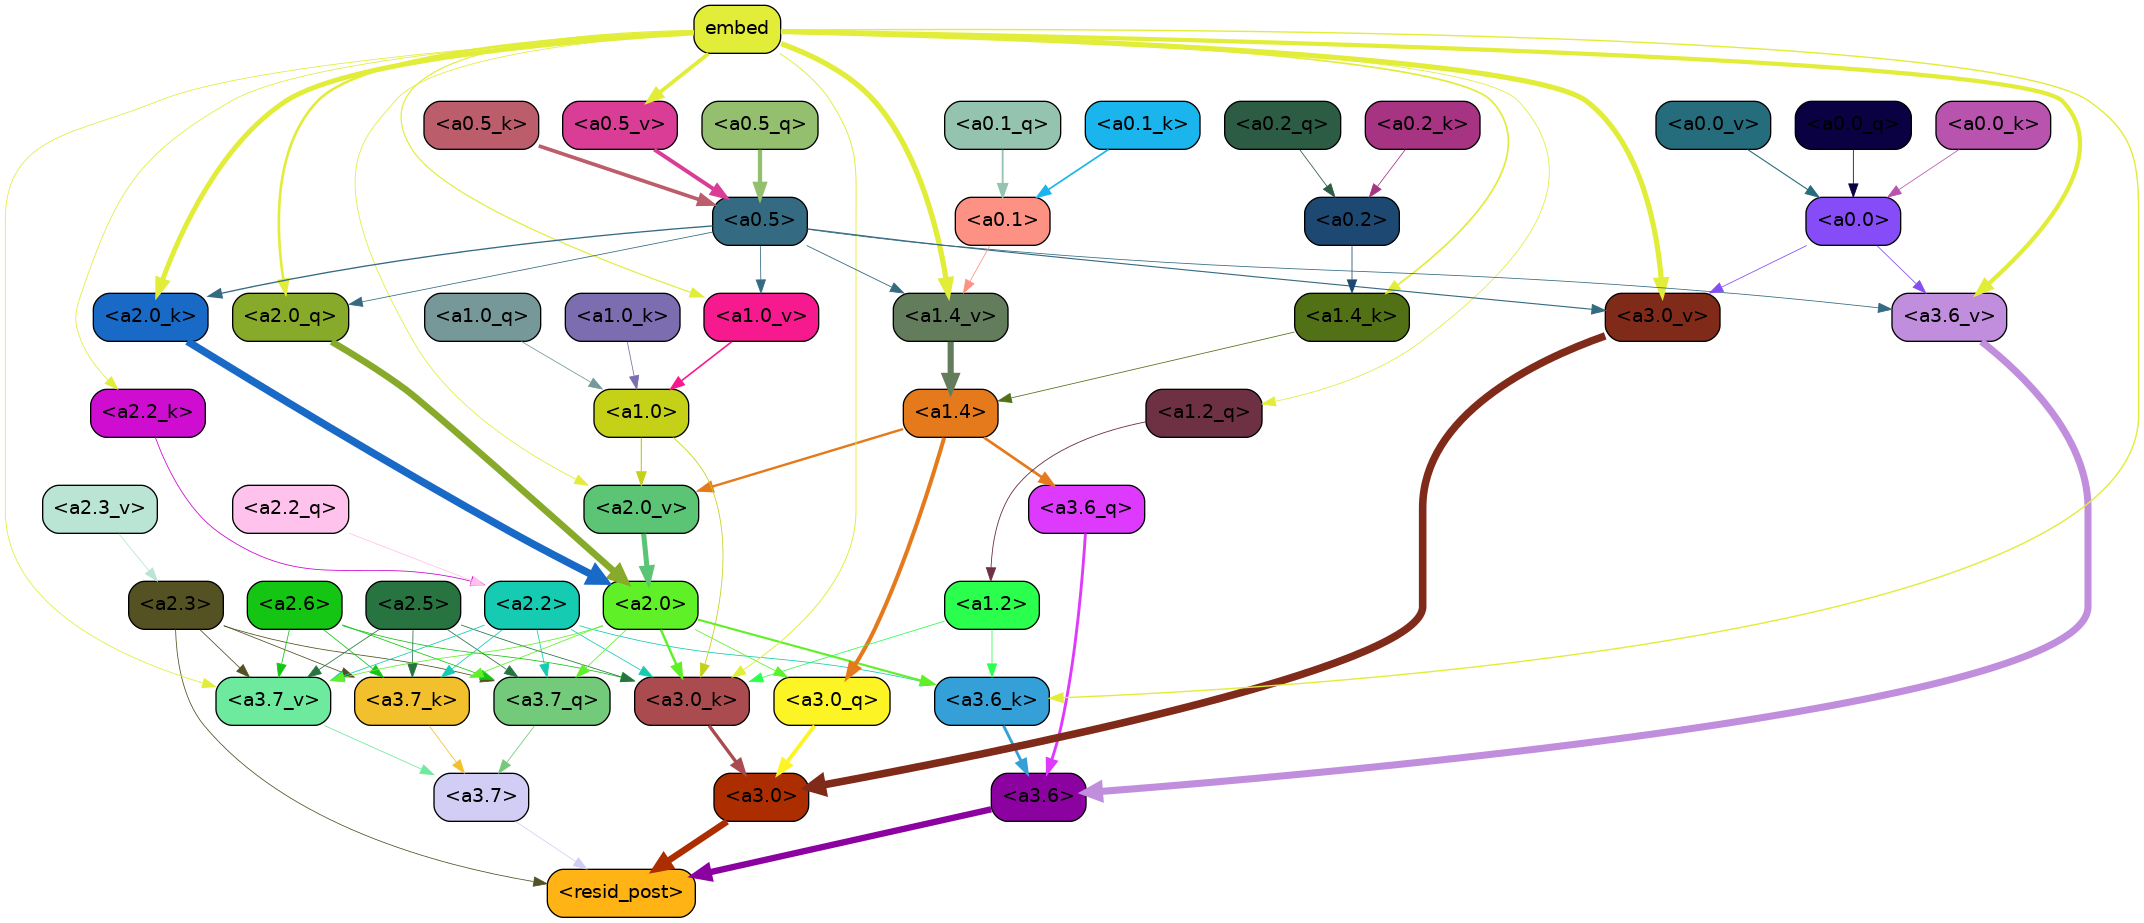 embed
<a0.5_k>
<a0.5_v>
<a0.5_q>
<a0.1_q>
<a0.1_k>
<a0.2_q>
<a0.2_k>
<a0.0_v>
<a0.0_q>
<a0.0_k>
<a0.5>
<a0.1>
<a0.2>
<a0.0>
<a2.0_k>
<a2.0_q>
<a1.0_q>
<a1.0_k>
<a1.0_v>
<a1.4_v>
<a1.4_k>
<a3.0_v>
<a3.6_v>
<a2.2_k>
<a1.0>
<a1.4>
<a1.2_q>
<a2.3_v>
<a2.2_q>
<a2.0_v>
<a3.6_q>
<a2.3>
<a2.6>
<a2.5>
<a2.2>
<a2.0>
<a1.2>
<a3.7_v>
<a3.7_k>
<a3.7_q>
<a3.0_k>
<a3.0_q>
<a3.6_k>
<a3.7>
<a3.0>
<a3.6>
<resid_post>